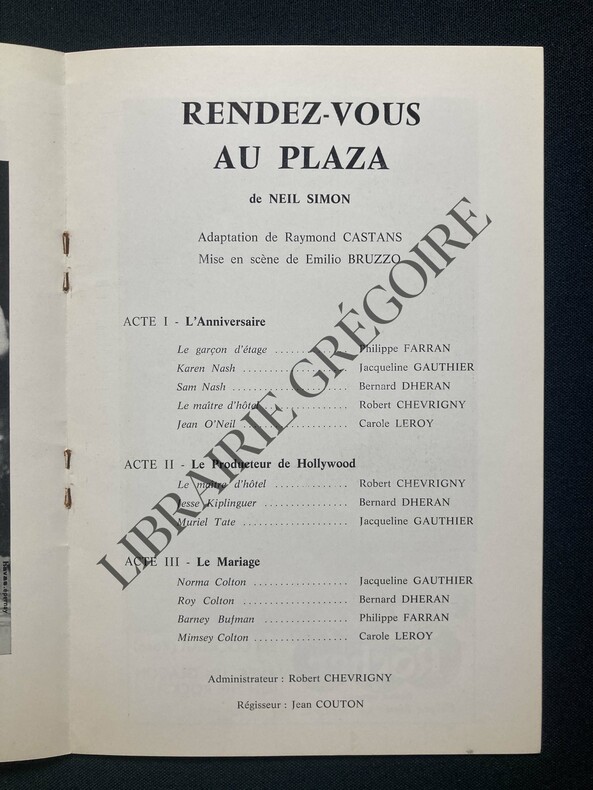 RENDEZ-VOUS
AU PLAZA
de NEIL SIMON
Adaptation de Raymond CASTANS
Mise en scène de Emilio BRUZZO
ACTE I - L'Anniversaire
Le garçon d'étage ............ Philippe FARRAN
Karen Nash .................. Jacqueline GAUTHIER
Sam Nash .................... Bernard DHERAN
Le maître d'hôtel .............. Robert CHEVRIGNY
Jean O'Neil .................. Carole LEROY
ACTE II - Le Producteur de Hollywood
Le maître d'hôtel ............. Robert CHEVRIGNY
Jesse Kiplinguer .............. Bernard DHERAN
Muriel Tate .................. Jacqueline GAUTHIER
ACTE III - Le Mariage
Norma Colton ................ Jacqueline GAUTHIER
Roy Colton .................. Bernard DHERAN
Barney Bufman ............... Philippe FARRAN
Mimsey Colton ................ Carole LEROY
Administrateur : Robert CHEVRIGNY
Régisseur : Jean COUTON
LIBRAIRIE GRÉGOIRE